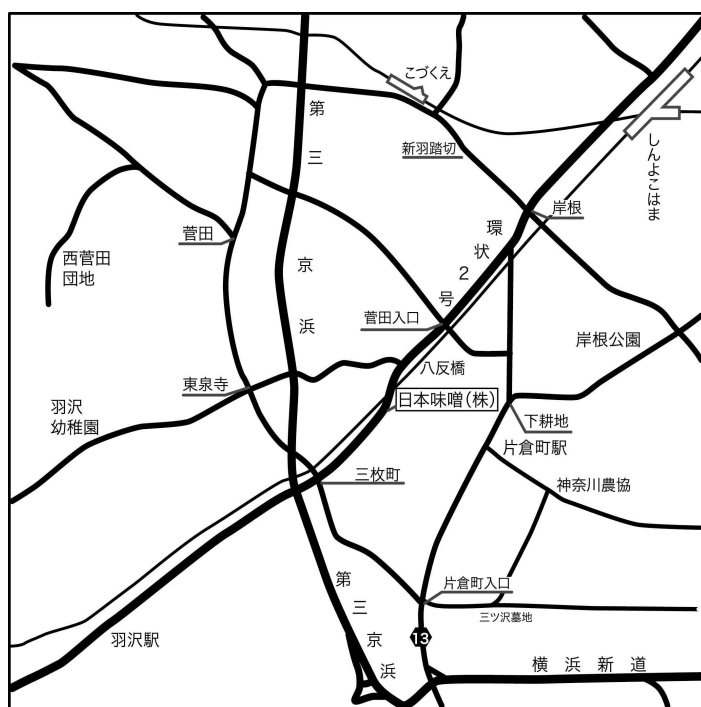 こづくえ
第三京浜
新羽踏切
しんよこはま
岸根
環状2号
菅田
西菅田
団地
菅田入口
岸根公園
八反橋
東泉寺
日本味噌(株)
羽沢
幼稚園
下耕地
片倉町駅
三枚町
神奈川農協
片倉町入口
第三京浜
三ツ沢墓地
羽沢駅
13
横浜新道